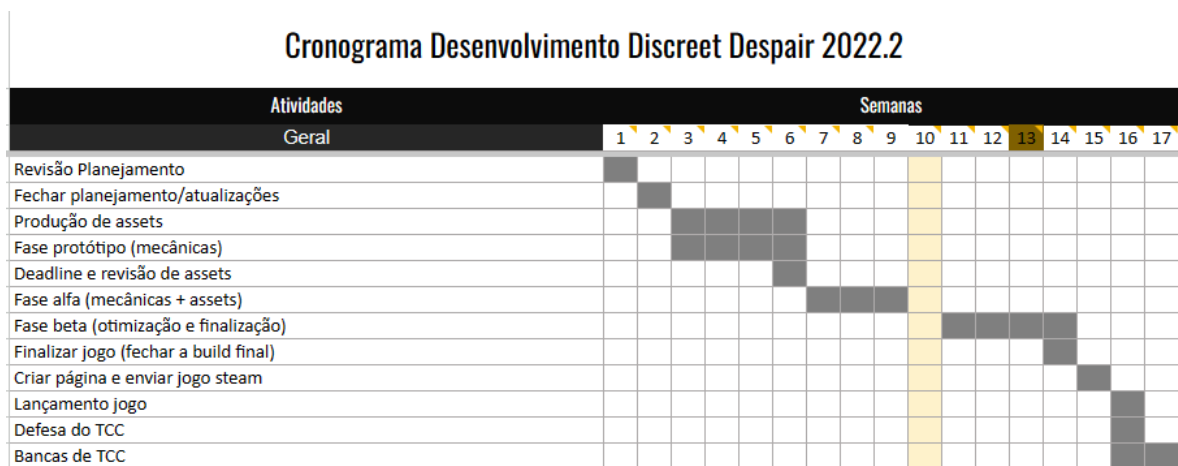 Cronograma Desenvolvimento Discreet Despair 2022.2
Atividades Semanas
Geral 1 2 3 4 5 6 7 8 9 10 11 12 13 14 15 16 17
Revisão Planejamento
Fechar planejamento/atualizações
Produção de assets
Fase protótipo (mecânicas)
Deadline e revisão de assets
Fase alfa (mecânicas + assets)
Fase beta (otimização e finalização)
Finalizar jogo (fechar a build final)
Criar página e enviar jogo steam
Lançamento jogo
Defesa do TCC
Bancas de TCC